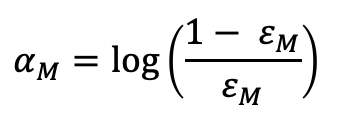 α_M = log((1 − ε_M) / ε_M)